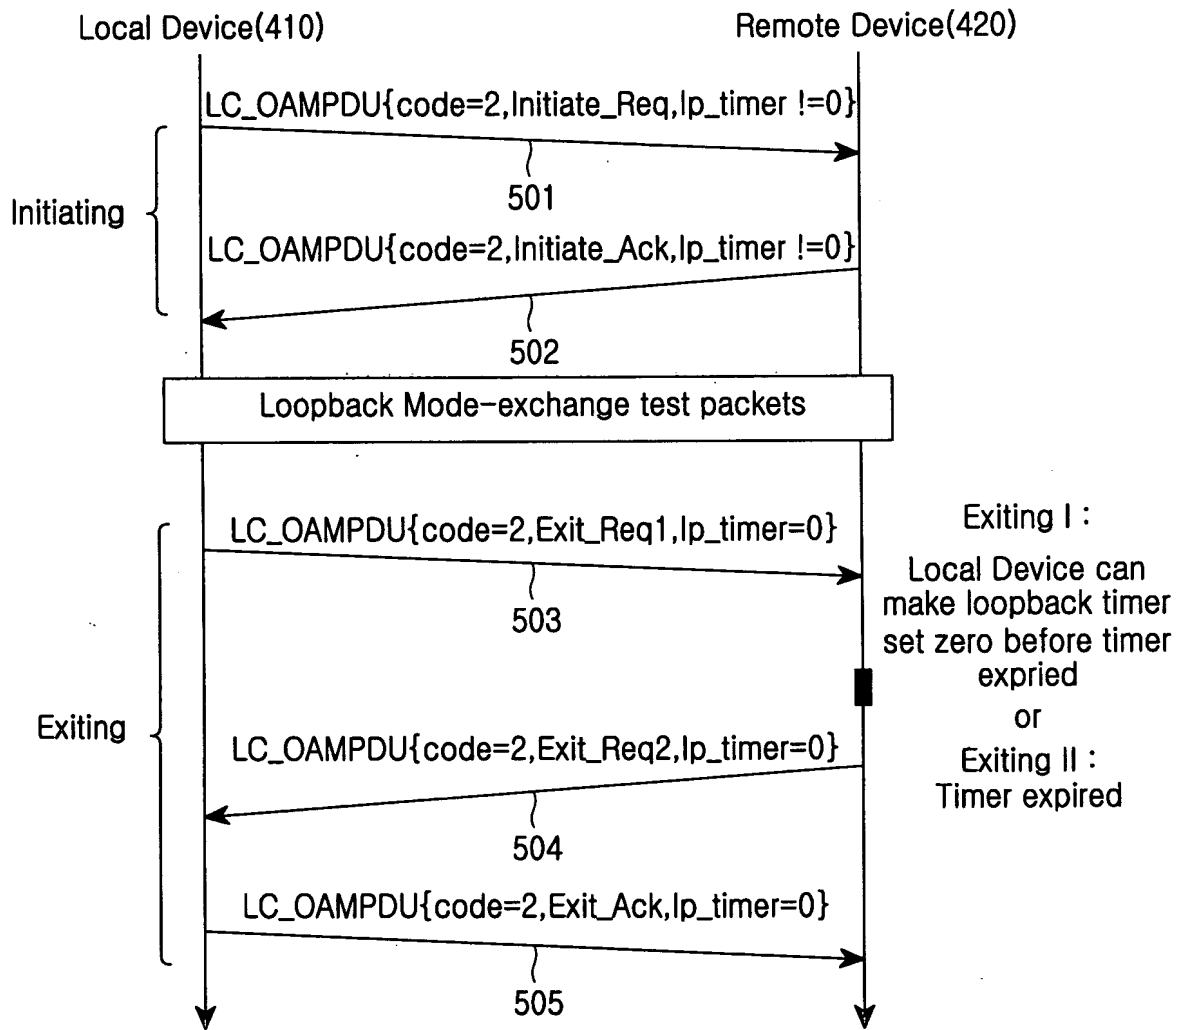 Local Device(410)
Remote Device(420)
LC_OAMPDU{code=2,Initiate_Req,lp_timer !=0}
501
Initiating
LC_OAMPDU{code=2,Initiate_Ack,lp_timer !=0}
502
Loopback Mode-exchange test packets
LC_OAMPDU{code=2,Exit_Req1,lp_timer=0}
503
Exiting I :
Local Device can
make loopback timer
set zero before timer
expried
or
Exiting II :
Timer expired
Exiting
LC_OAMPDU{code=2,Exit_Req2,lp_timer=0}
504
LC_OAMPDU{code=2,Exit_Ack,lp_timer=0}
505